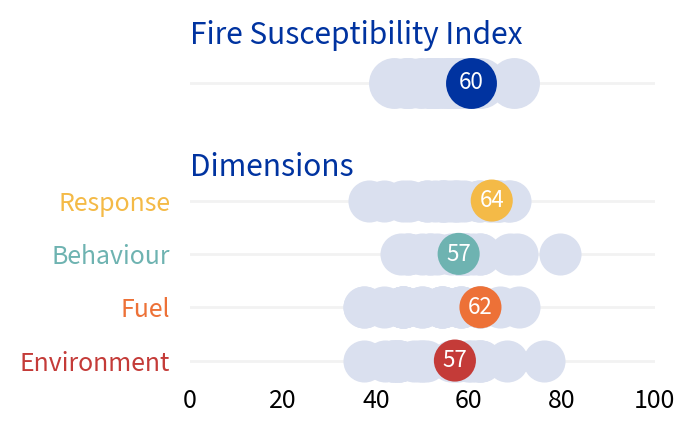 Fire Susceptibility Index
60
Dimensions
Response 64
Behaviour 57
Fuel 62
Environment 57
0 20 40 60 80 100